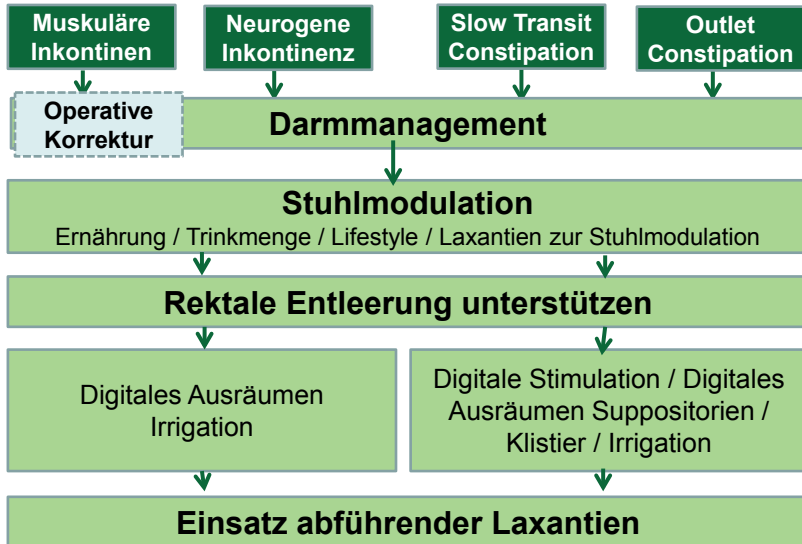 Muskuläre
Inkontinen
Neurogene
Inkontinenz
Slow Transit
Constipation
Outlet
Constipation
Operative
Korrektur
Darmmanagement
Stuhlmodulation
Ernährung / Trinkmenge / Lifestyle / Laxantien zur Stuhlmodulation
Rektale Entleerung unterstützen
Digitales Ausräumen
Irrigation
Digitale Stimulation / Digitales
Ausräumen Suppositorien /
Klistier / Irrigation
Einsatz abführender Laxantien